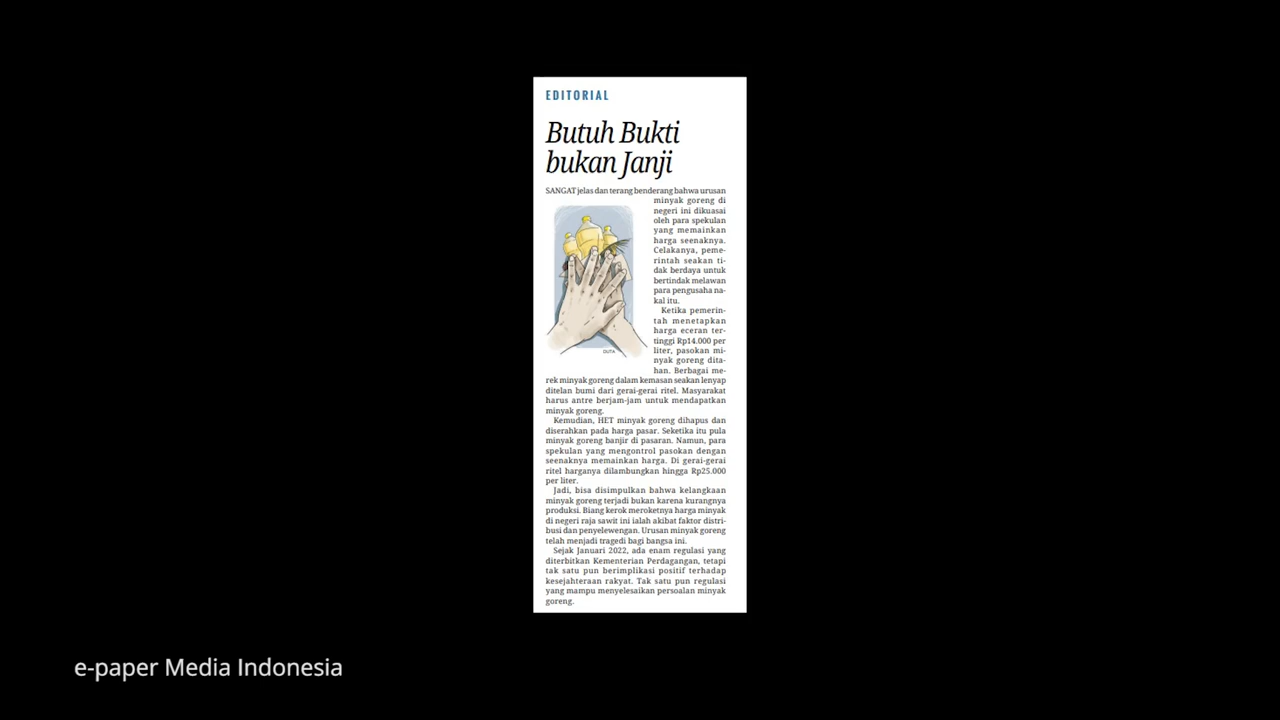 EDITORIAL
Butuh Bukti
bukan Janji
SANGAT jelas dan terang benderang bahwa urusan
minyak goreng di
negeri ini dikuasai
oleh para spekulan
yang memainkan
harga seenaknya.
Celakanya, peme-
rintah seakan ti-
dak berdaya untuk
bertindak melawan
para pengusaha na-
kal itu.
Ketika pemerin-
tah menetapkan
harga eceran ter-
tinggi Rp14.000 per
liter, pasokan mi-
nyak goreng dita-
han. Berbagai me-
rek minyak goreng dalam kemasan seakan lenyap
ditelan bumi dari gerai-gerai ritel. Masyarakat
harus antre berjam-jam untuk mendapatkan
minyak goreng.
Kemudian, HET minyak goreng dihapus dan
diserahkan pada harga pasar. Seketika itu pula
minyak goreng banjir di pasaran. Namun, para
spekulan yang mengontrol pasokan dengan
seenaknya memainkan harga. Di gerai-gerai
ritel harganya dilambungkan hingga Rp25.000
per liter.
Jadi, bisa disimpulkan bahwa kelangkaan
minyak goreng terjadi bukan karena kurangnya
produksi. Biang kerok meroketnya harga minyak
di negeri raja sawit ini ialah akibat faktor distri-
busi dan penyelewengan. Urusan minyak goreng
telah menjadi tragedi bagi bangsa ini.
Sejak Januari 2022, ada enam regulasi yang
diterbitkan Kementerian Perdagangan, tetapi
tak satu pun berimplikasi positif terhadap
kesejahteraan rakyat. Tak satu pun regulasi
yang mampu menyelesaikan persoalan minyak
goreng.
DUTA
e-paper Media Indonesia